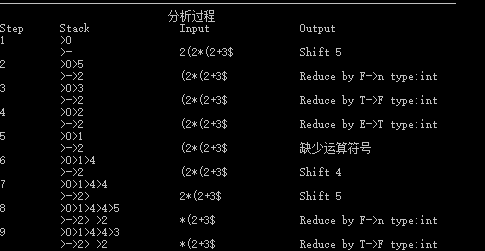 分析过程
Step Stack Input Output
1 >0
>- 2(2*(2+3$ Shift 5
2 >0>5
>->2 (2*(2+3$ Reduce by F->n type:int
3 >0>3
>->2 (2*(2+3$ Reduce by T->F type:int
4 >0>2
>->2 (2*(2+3$ Reduce by E->T type:int
5 >0>1
>->2 (2*(2+3$ 缺少运算符号
6 >0>1>4
>->2 (2*(2+3$ Shift 4
7 >0>1>4>4
>->2> 2*(2+3$ Shift 5
8 >0>1>4>4>5
>->2> >2 *(2+3$ Reduce by F->n type:int
9 >0>1>4>4>3
>->2> >2 *(2+3$ Reduce by T->F type:int